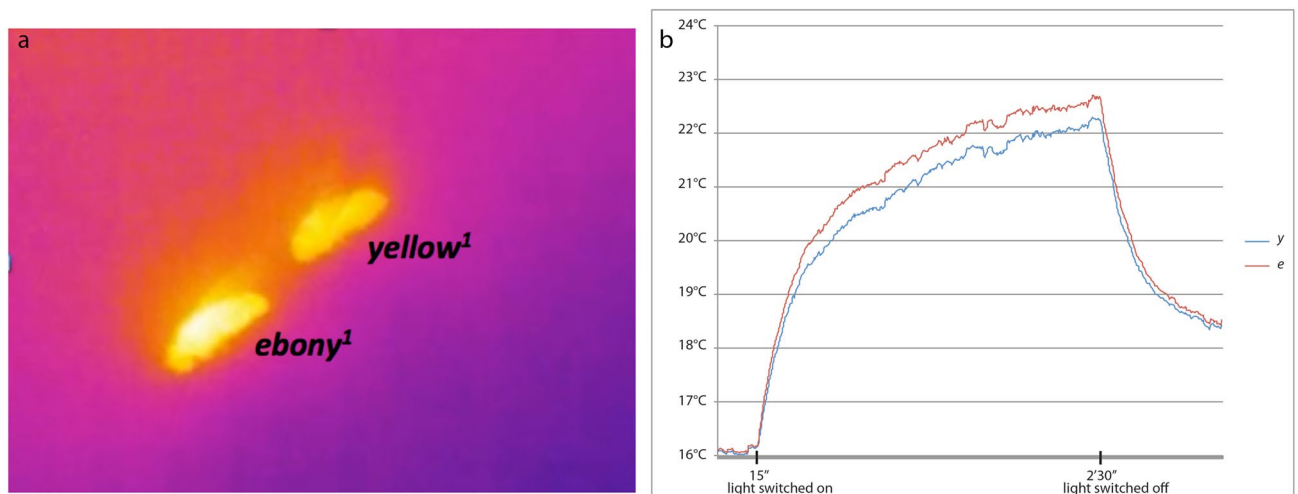 a
yellow¹
ebony¹
b
24°C
23°C
22°C
21°C
20°C
19°C
18°C
17°C
16°C
15”
light switched on
2’30”
light switched off
y
e